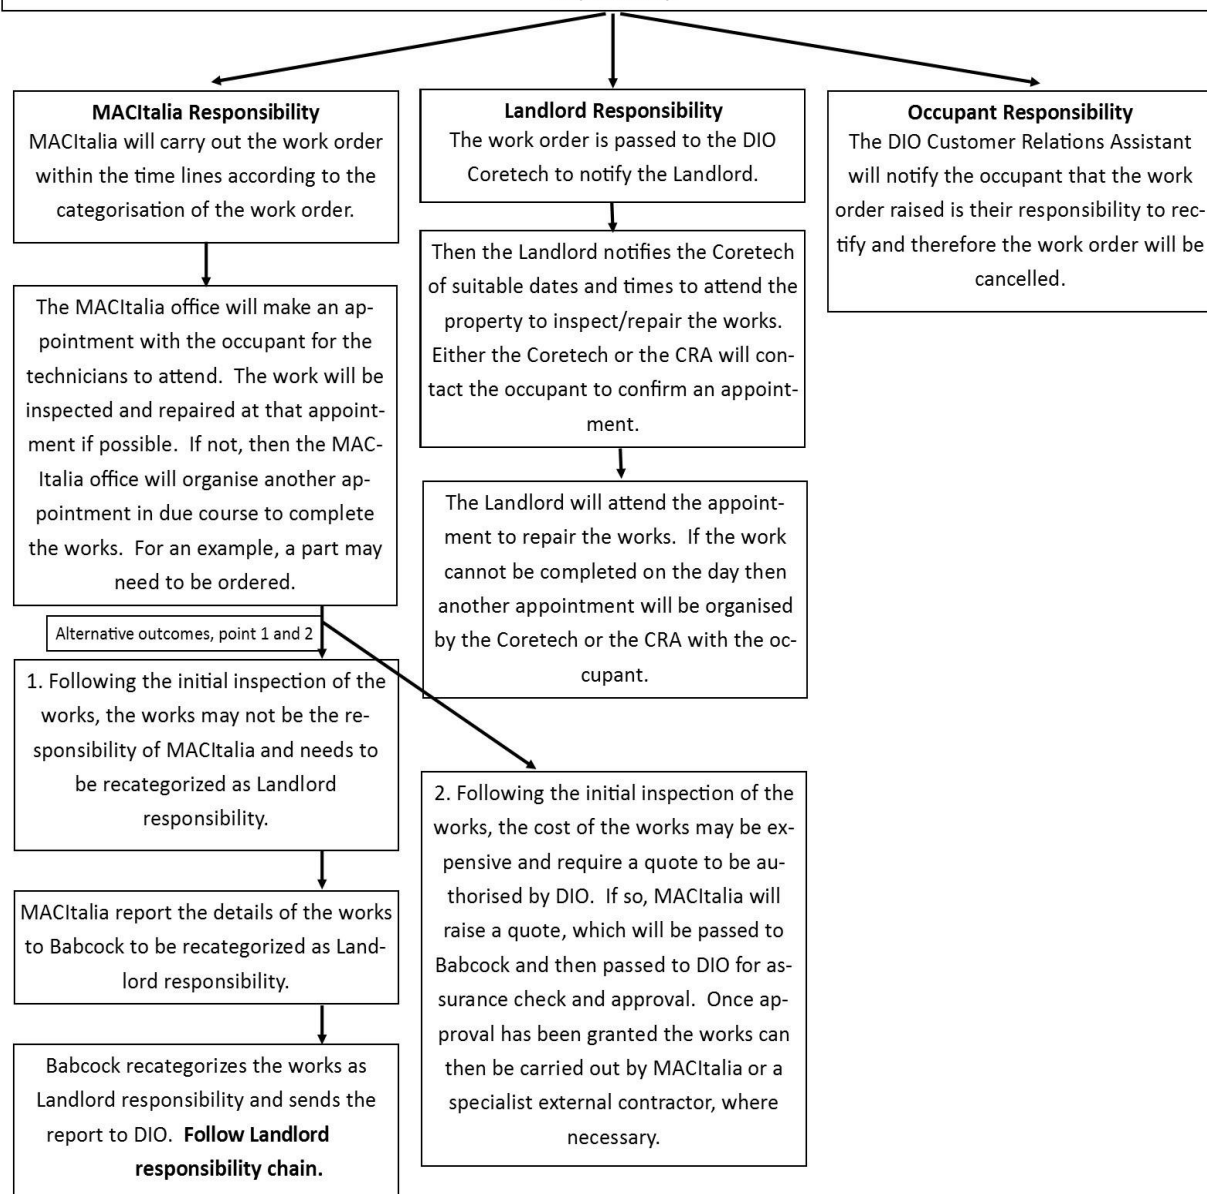 MACItalia Responsibility
MACItalia will carry out the work order
within the time lines according to the
categorisation of the work order.
The MACItalia office will make an ap-
pointment with the occupant for the
technicians to attend.  The work will be
inspected and repaired at that appoint-
ment if possible.  If not, then the MAC-
Italia office will organise another ap-
pointment in due course to complete
the works.  For an example, a part may
need to be ordered.
Alternative outcomes, point 1 and 2
1. Following the initial inspection of the
works, the works may not be the re-
sponsibility of MACItalia and needs to
be recategorized as Landlord
responsibility.
MACItalia report the details of the works
to Babcock to be recategorized as Land-
lord responsibility.
Babcock recategorizes the works as
Landlord responsibility and sends the
report to DIO.  Follow Landlord
responsibility chain.
Landlord Responsibility
The work order is passed to the DIO
Coretech to notify the Landlord.
Then the Landlord notifies the Coretech
of suitable dates and times to attend the
property to inspect/repair the works.
Either the Coretech or the CRA will con-
tact the occupant to confirm an appoint-
ment.
The Landlord will attend the appoint-
ment to repair the works.  If the work
cannot be completed on the day then
another appointment will be organised
by the Coretech or the CRA with the oc-
cupant.
2. Following the initial inspection of the
works, the cost of the works may be ex-
pensive and require a quote to be au-
thorised by DIO.  If so, MACItalia will
raise a quote, which will be passed to
Babcock and then passed to DIO for as-
surance check and approval.  Once ap-
proval has been granted the works can
then be carried out by MACItalia or a
specialist external contractor, where
necessary.
Occupant Responsibility
The DIO Customer Relations Assistant
will notify the occupant that the work
order raised is their responsibility to rec-
tify and therefore the work order will be
cancelled.